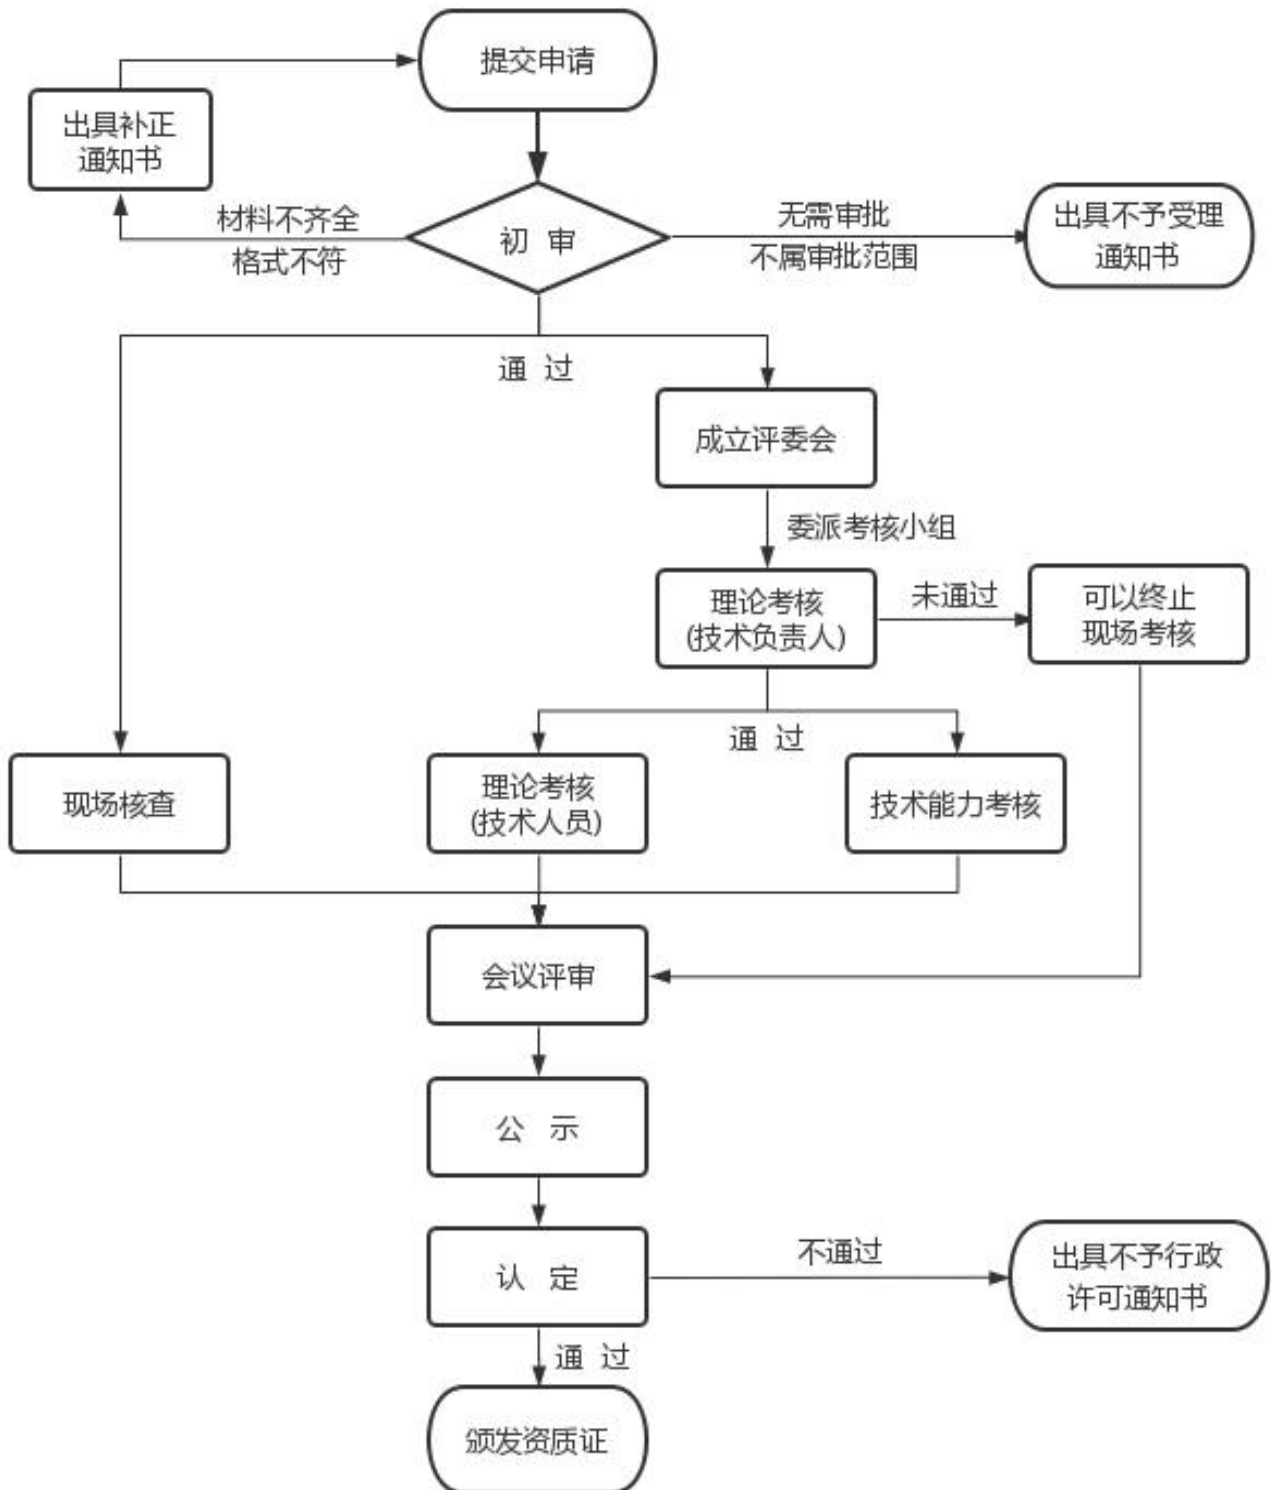 提交申请
出具补正
通知书
材料不齐全
格式不符
初 审
无需审批
不属审批范围
出具不予受理
通知书
通 过
成立评委会
委派考核小组
理论考核
(技术负责人)
未通过
可以终止
现场考核
通 过
现场核查
理论考核
(技术人员)
技术能力考核
会议评审
公 示
认 定
不通过
出具不予行政
许可通知书
通 过
颁发资质证